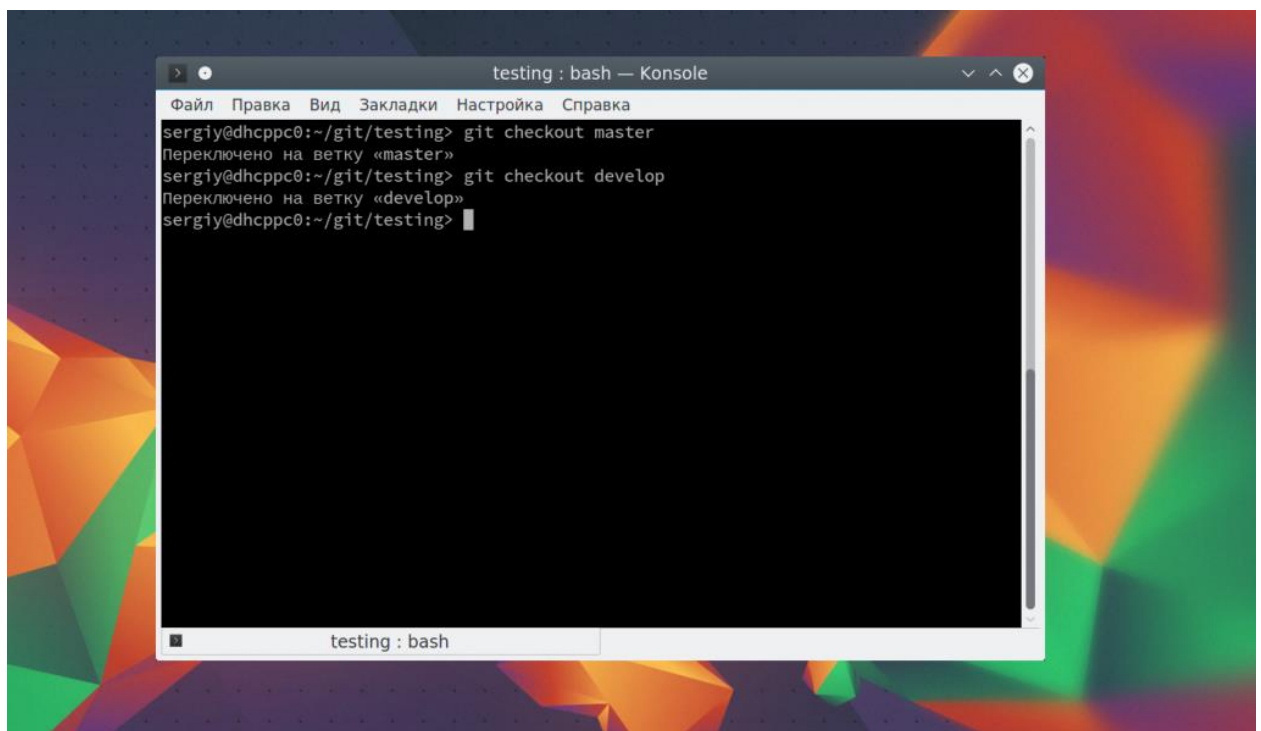 testing : bash — Konsole
Файл Правка Вид Закладки Настройка Справка
sergiy@dhcppc0:~/git/testing> git checkout master
Переключено на ветку «master»
sergiy@dhcppc0:~/git/testing> git checkout develop
Переключено на ветку «develop»
sergiy@dhcppc0:~/git/testing>
testing : bash